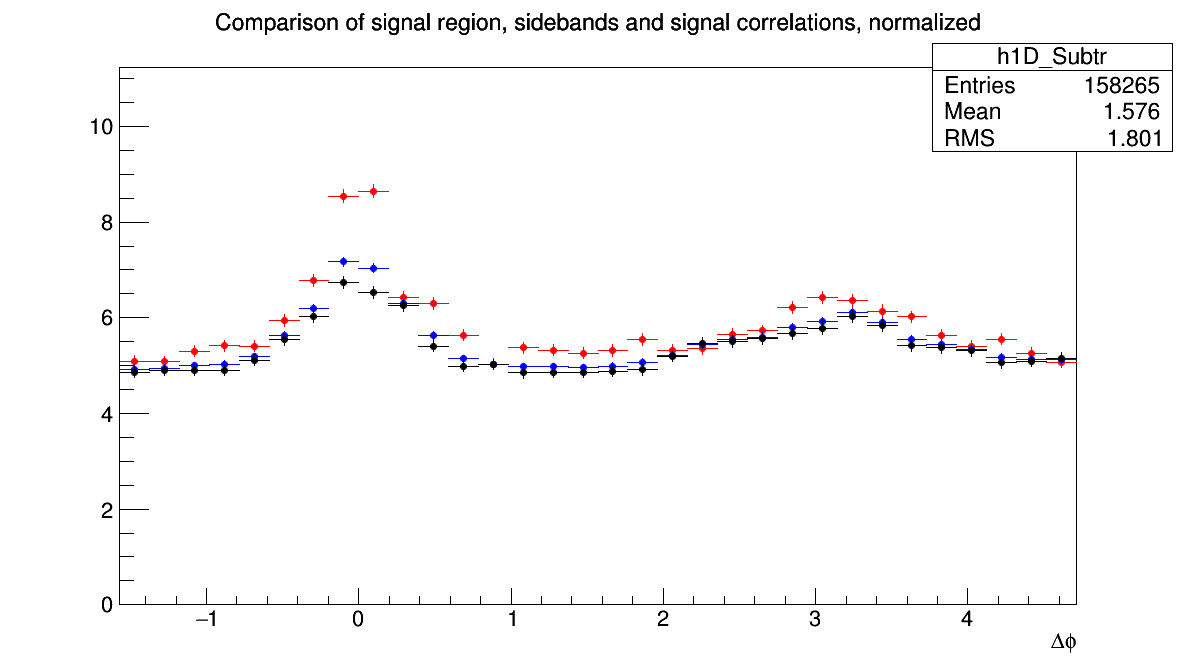 Comparison of signal region, sidebands and signal correlations, normalized
h1D_Subtr
Entries 158265
Mean 1.576
RMS 1.801
10
8
6
4
2
0
−1 0 1 2 3 4
Δϕ